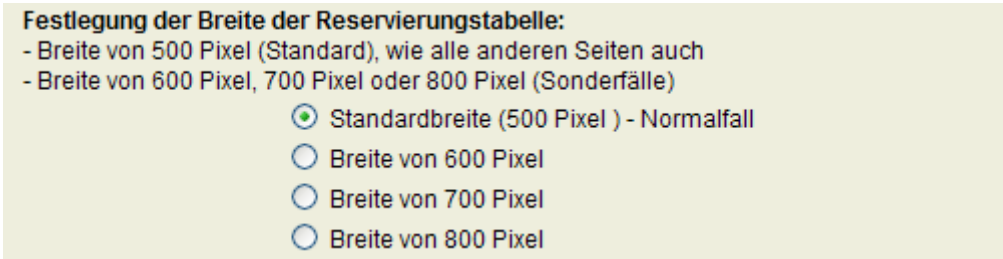 Festlegung der Breite der Reservierungstabelle:
- Breite von 500 Pixel (Standard), wie alle anderen Seiten auch
- Breite von 600 Pixel, 700 Pixel oder 800 Pixel (Sonderfälle)
Standardbreite (500 Pixel ) - Normalfall
Breite von 600 Pixel
Breite von 700 Pixel
Breite von 800 Pixel